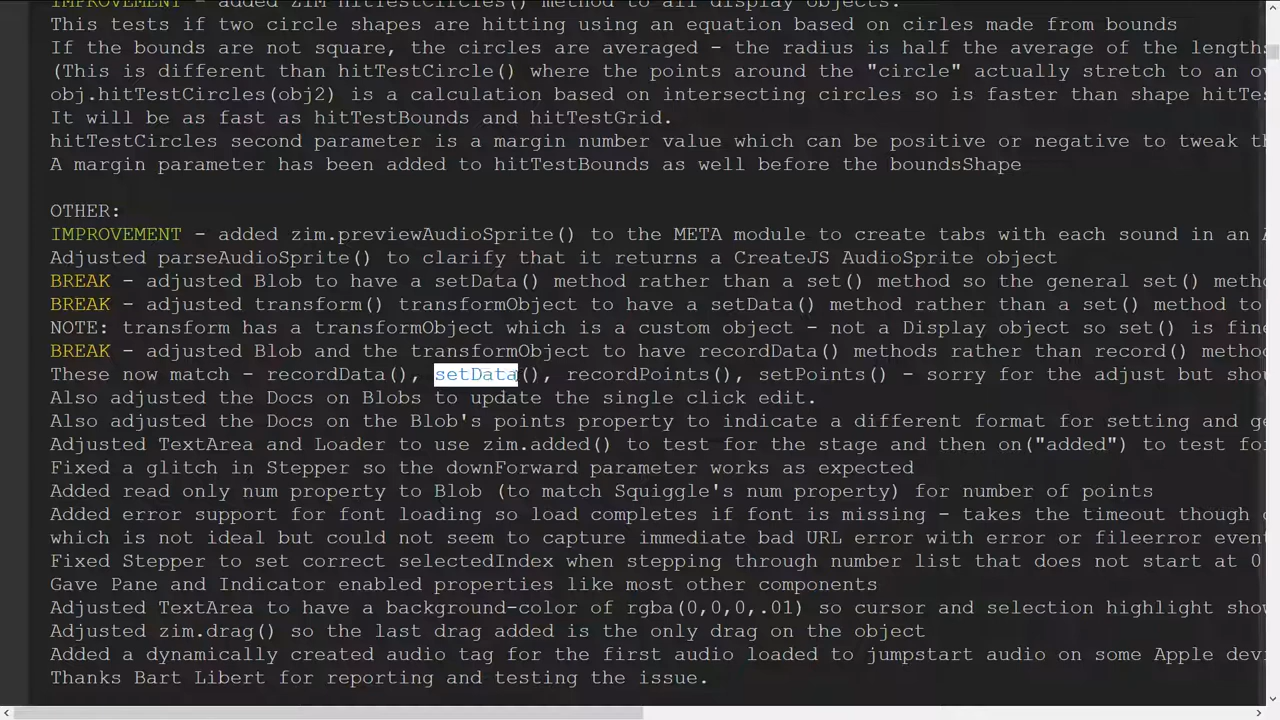 IMPROVEMENT - added zim hitTestCircles() method to all display objects.
This tests if two circle shapes are hitting using an equation based on cirles made from bounds
If the bounds are not square, the circles are averaged - the radius is half the average of the lengths
(This is different than hitTestCircle() where the points around the "circle" actually stretch to an ov
obj.hitTestCircles(obj2) is a calculation based on intersecting circles so is faster than shape hitTes
It will be as fast as hitTestBounds and hitTestGrid.
hitTestCircles second parameter is a margin number value which can be positive or negative to tweak th
A margin parameter has been added to hitTestBounds as well before the boundsShape
OTHER:
IMPROVEMENT - added zim.previewAudioSprite() to the META module to create tabs with each sound in an A
Adjusted parseAudioSprite() to clarify that it returns a CreateJS AudioSprite object
BREAK - adjusted Blob to have a setData() method rather than a set() method so the general set() metho
BREAK - adjusted transform() transformObject to have a setData() method rather than a set() method to
NOTE: transform has a transformObject which is a custom object - not a Display object so set() is fine
BREAK - adjusted Blob and the transformObject to have recordData() methods rather than record() method
These now match - recordData(), setData(), recordPoints(), setPoints() - sorry for the adjust but shou
Also adjusted the Docs on Blobs to update the single click edit.
Also adjusted the Docs on the Blob's points property to indicate a different format for setting and ge
Adjusted TextArea and Loader to use zim.added() to test for the stage and then on("added") to test for
Fixed a glitch in Stepper so the downForward parameter works as expected
Added read only num property to Blob (to match Squiggle's num property) for number of points
Added error support for font loading so load completes if font is missing - takes the timeout though o
which is not ideal but could not seem to capture immediate bad URL error with error or fileerror event
Fixed Stepper to set correct selectedIndex when stepping through number list that does not start at 0
Gave Pane and Indicator enabled properties like most other components
Adjusted TextArea to have a background-color of rgba(0,0,0,.01) so cursor and selection highlight show
Adjusted zim.drag() so the last drag added is the only drag on the object
Added a dynamically created audio tag for the first audio loaded to jumpstart audio on some Apple devi
Thanks Bart Libert for reporting and testing the issue.